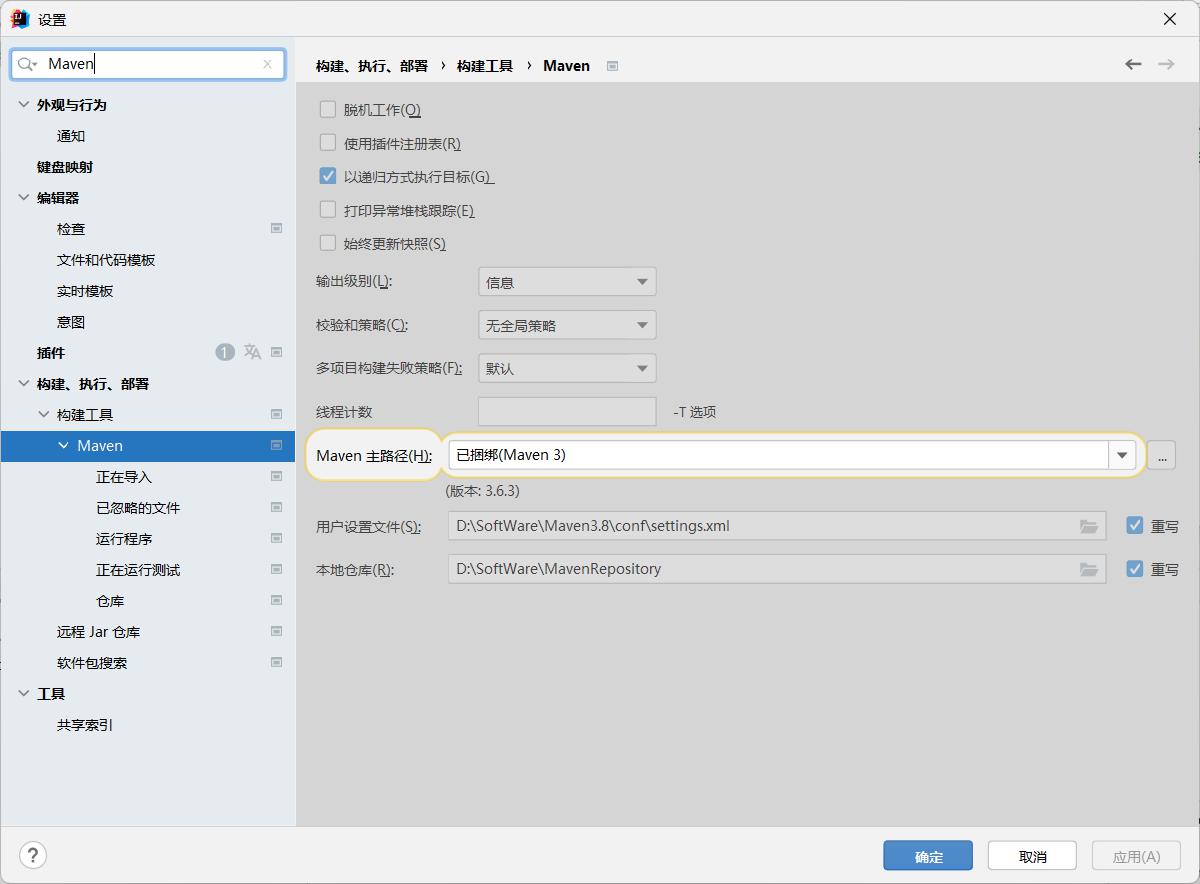 设置
Maven
外观与行为
通知
键盘映射
编辑器
检查
文件和代码模板
实时模板
意图
插件 1
构建、执行、部署
构建工具
Maven
正在导入
已忽略的文件
运行程序
正在运行测试
仓库
远程 Jar 仓库
软件包搜索
工具
共享索引
构建、执行、部署 › 构建工具 › Maven
脱机工作(O)
使用插件注册表(R)
以递归方式执行目标(G)
打印异常堆栈跟踪(E)
始终更新快照(S)
输出级别(L): 信息
校验和策略(C): 无全局策略
多项目构建失败策略(F): 默认
线程计数 -T 选项
Maven 主路径(H): 已捆绑(Maven 3) ...
(版本: 3.6.3)
用户设置文件(S): D:\SoftWare\Maven3.8\conf\settings.xml 重写
本地仓库(R): D:\SoftWare\MavenRepository 重写
? 确定 取消 应用(A)